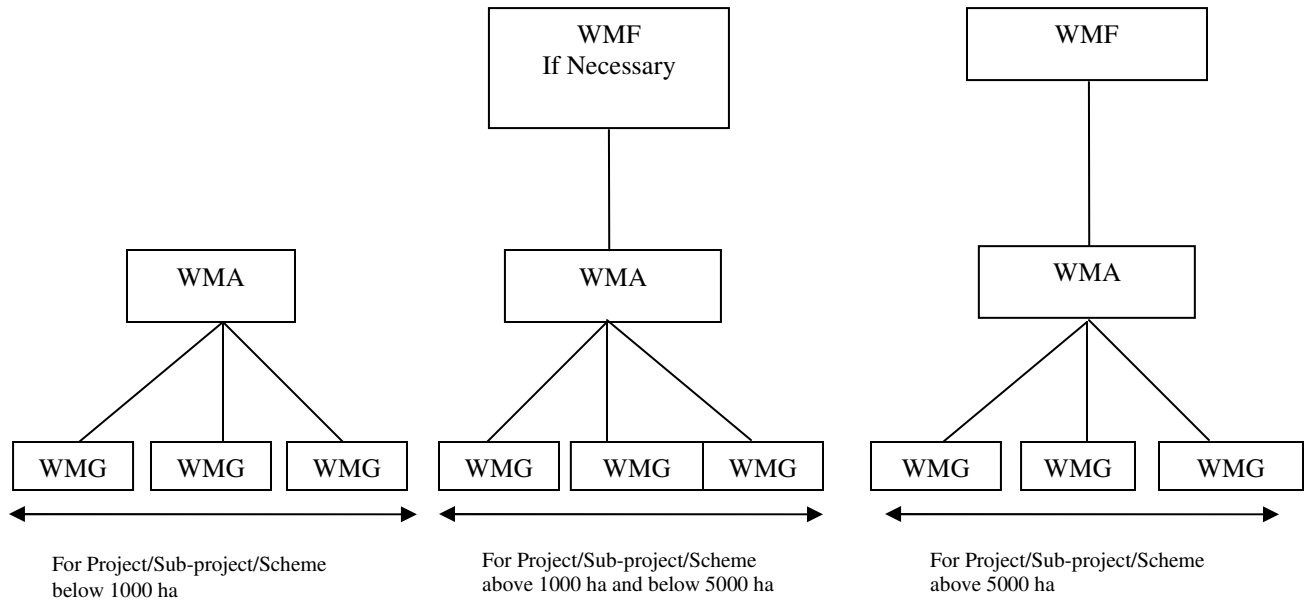 WMF
If Necessary
WMF
WMA
WMA
WMA
WMG
WMG
WMG
WMG
WMG
WMG
WMG
WMG
WMG
For Project/Sub-project/Scheme
below 1000 ha
For Project/Sub-project/Scheme
above 1000 ha and below 5000 ha
For Project/Sub-project/Scheme
above 5000 ha